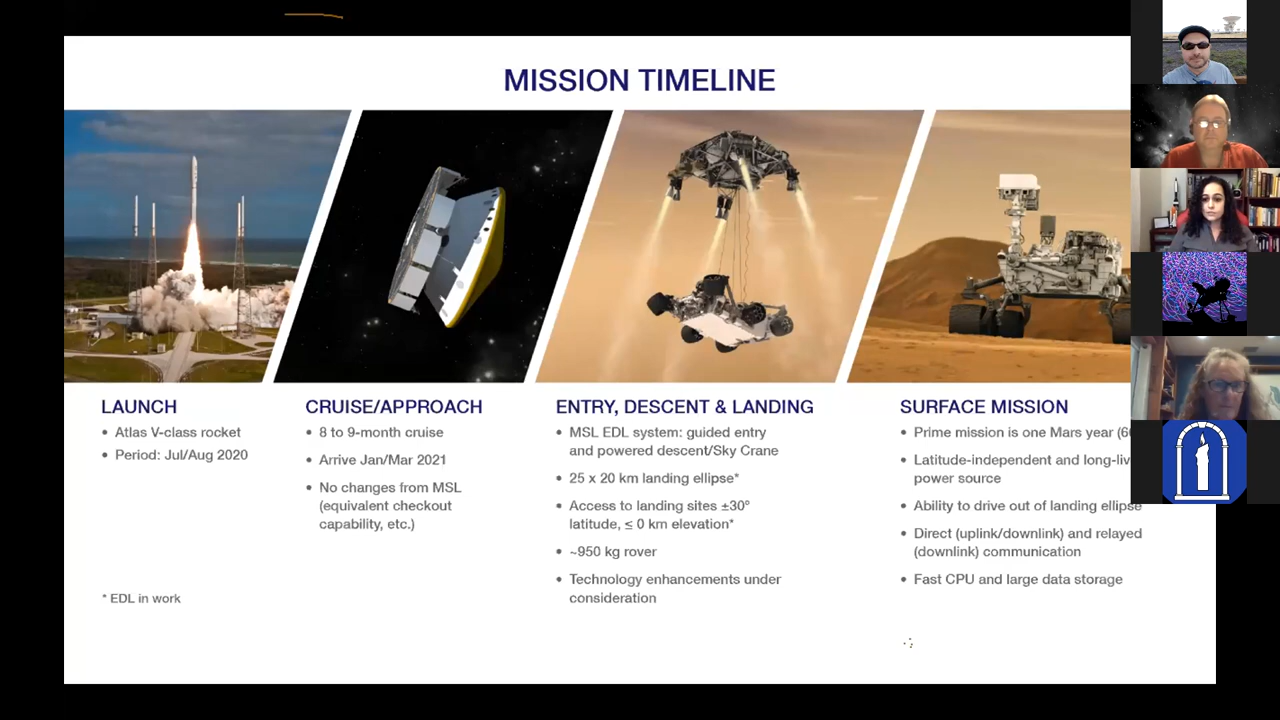 MISSION TIMELINE
LAUNCH
• Atlas V-class rocket
• Period: Jul/Aug 2020
* EDL in work
CRUISE/APPROACH
• 8 to 9-month cruise
• Arrive Jan/Mar 2021
• No changes from MSL
(equivalent checkout
capability, etc.)
ENTRY, DESCENT & LANDING
• MSL EDL system: guided entry
and powered descent/Sky Crane
• 25 x 20 km landing ellipse*
• Access to landing sites ±30°
latitude, ≤ 0 km elevation*
• ~950 kg rover
• Technology enhancements under
consideration
SURFACE MISSION
• Prime mission is one Mars year
• Latitude-independent and
power source
• Ability to drive out of landing ellipse
• Direct (uplink/downlink) and relayed
(downlink) communication
• Fast CPU and large data storage